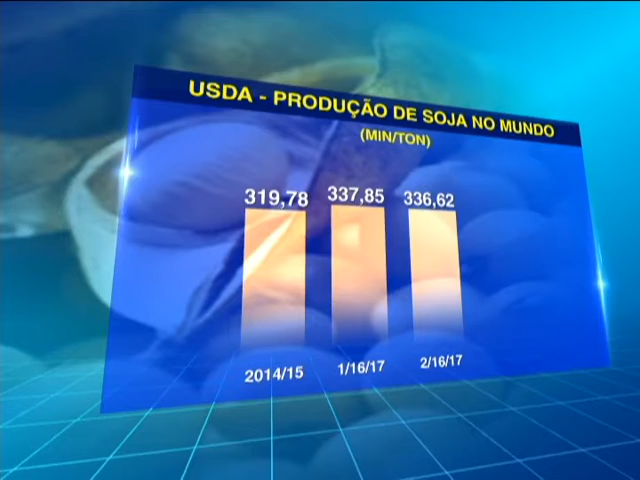 USDA - PRODUÇÃO DE SOJA NO MUNDO
(MIN/TON)
319,78 337,85 336,62
2014/15 1/16/17 2/16/17